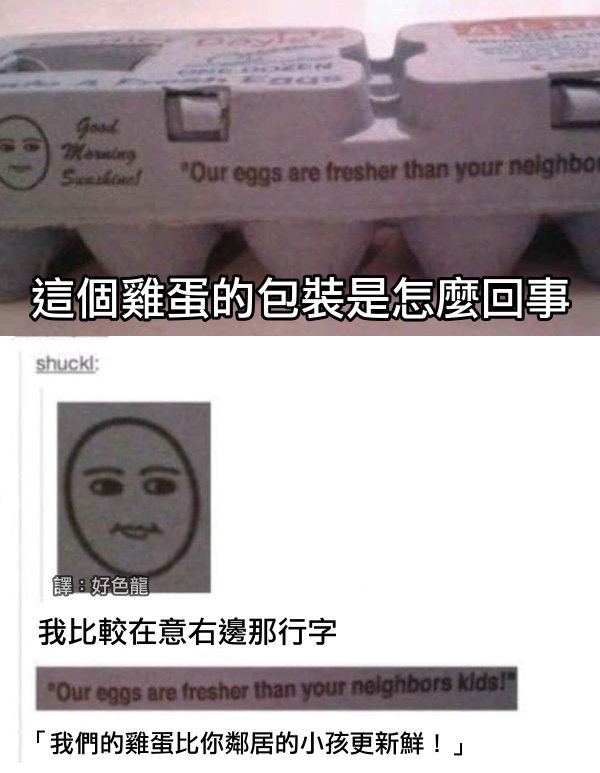 ONE DOZEN
Good
Morning
Sunshine!
"Our eggs are fresher than your neighbo
這個雞蛋的包裝是怎麼回事
shuckl:
譯：好色龍
我比較在意右邊那行字
"Our eggs are fresher than your neighbors kids!"
「我們的雞蛋比你鄰居的小孩更新鮮！」